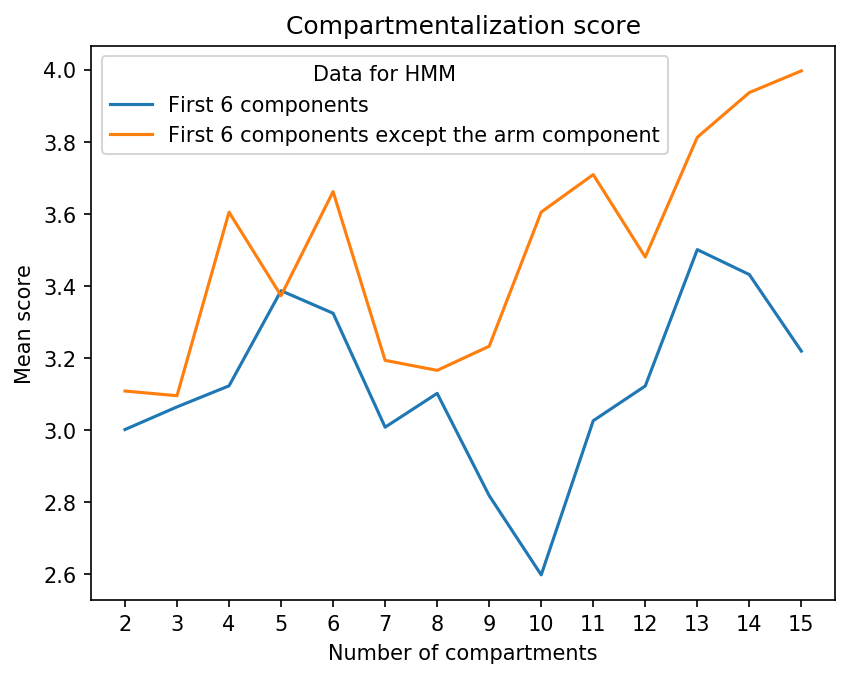 Compartmentalization score
Data for HMM
First 6 components
First 6 components except the arm component
Mean score
4.0
3.8
3.6
3.4
3.2
3.0
2.8
2.6
2 3 4 5 6 7 8 9 10 11 12 13 14 15
Number of compartments